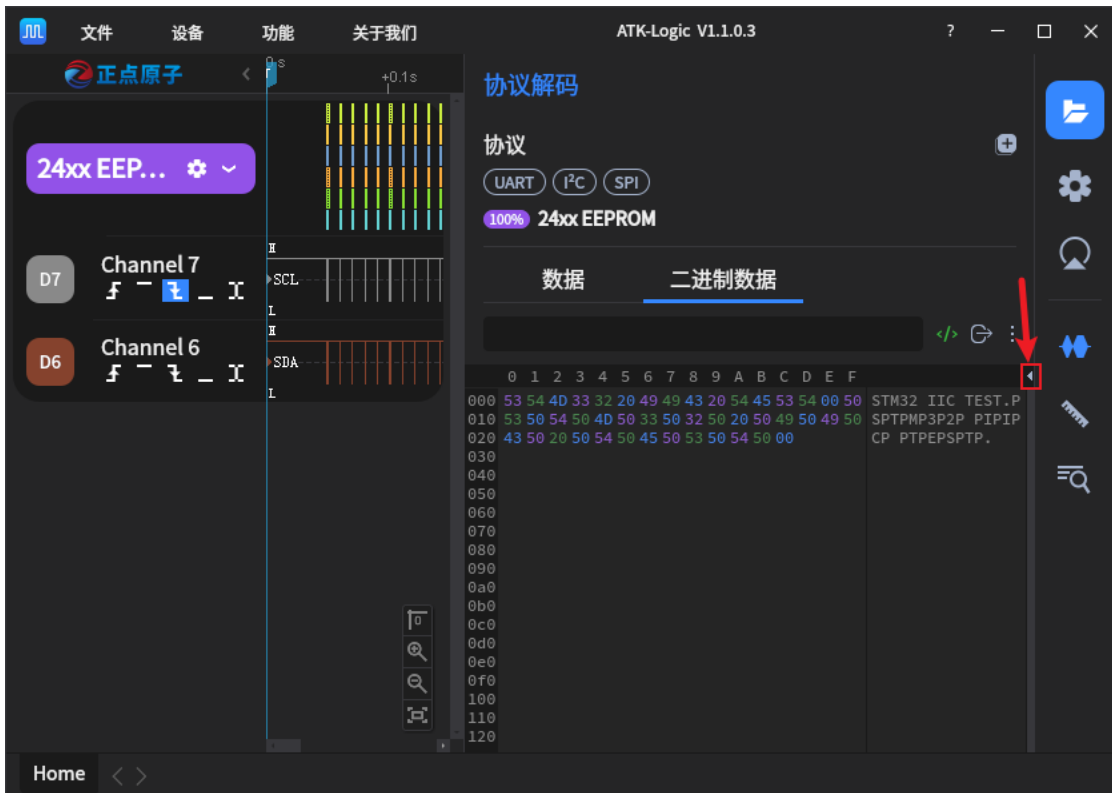 文件 设备 功能 关于我们 ATK-Logic V1.1.0.3 ?
正点原子
0 s
+0.1s
T
24xx EEP...
D7
Channel 7
H
SCL
L
D6
Channel 6
H
SDA
L
协议解码
协议
UART I²C SPI
100% 24xx EEPROM
数据 二进制数据
</>
0 1 2 3 4 5 6 7 8 9 A B C D E F
000 53 54 4D 33 32 20 49 49 43 20 54 45 53 54 00 50 STM32 IIC TEST.P
010 53 50 54 50 4D 50 33 50 32 50 20 50 49 50 49 50 SPTPMP3P2P PIPIP
020 43 50 20 50 54 50 45 50 53 50 54 50 00 CP PTPEPSPTP.
030
040
050
060
070
080
090
0a0
0b0
0c0
0d0
0e0
0f0
100
110
120
Home